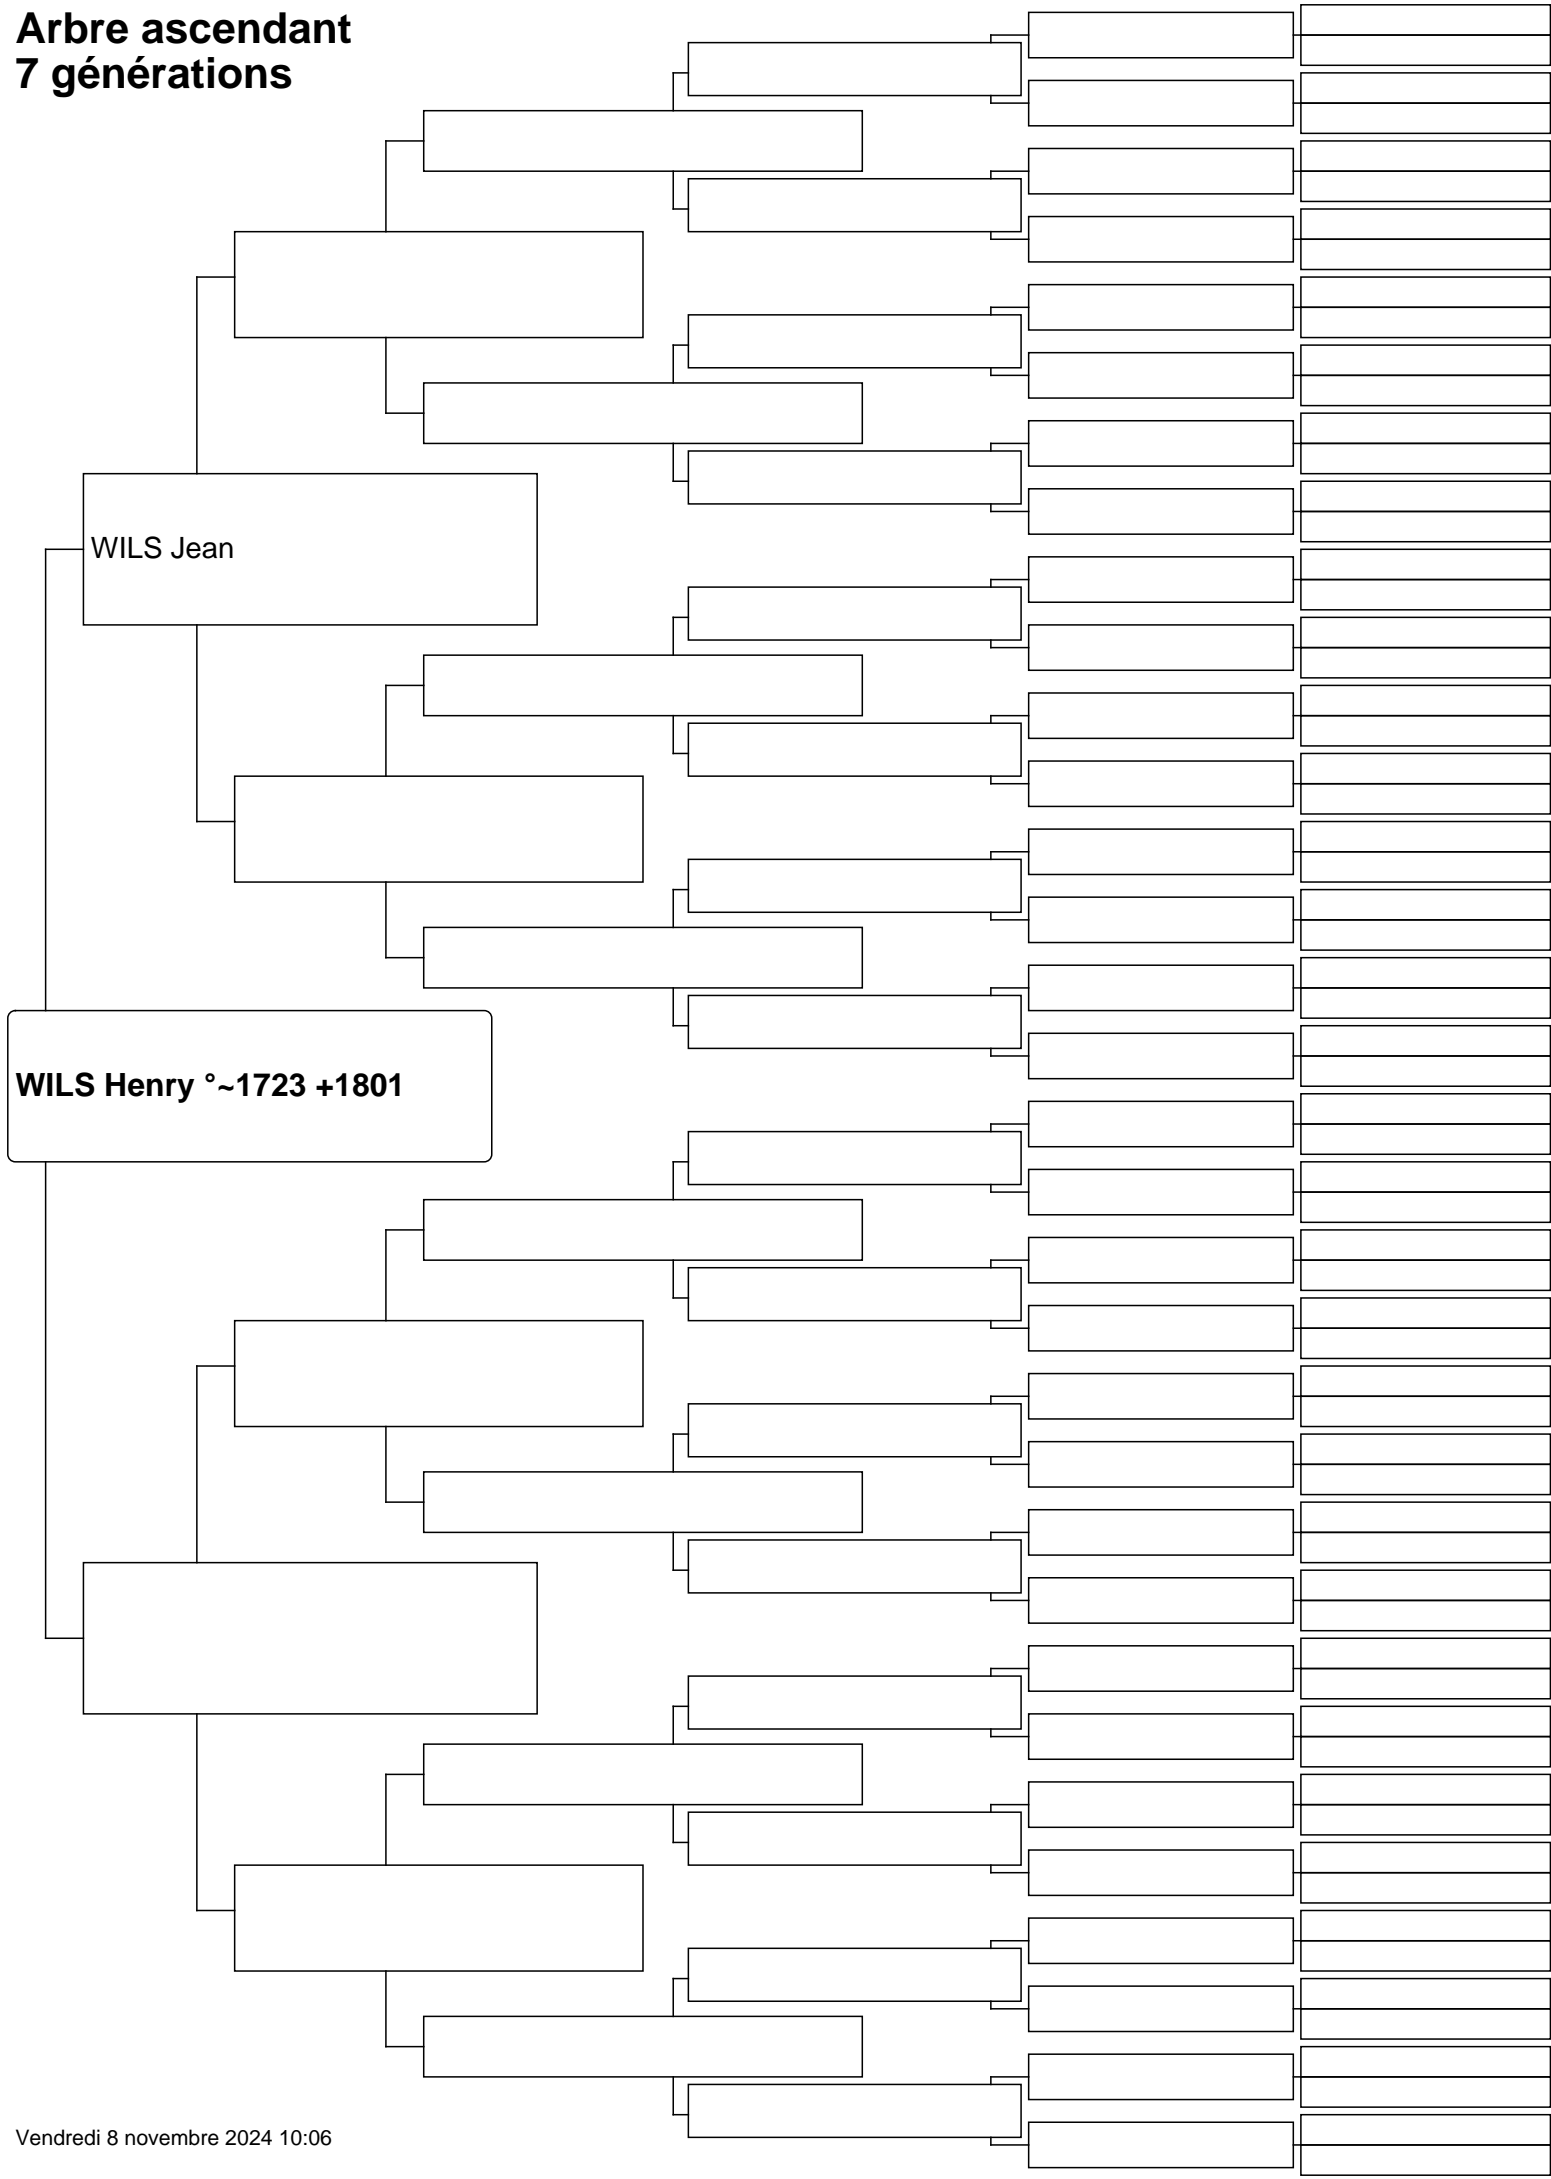 Arbre ascendant
7 générations
WILS Jean
WILS Henry °~1723 +1801
Vendredi 8 novembre 2024 10:06